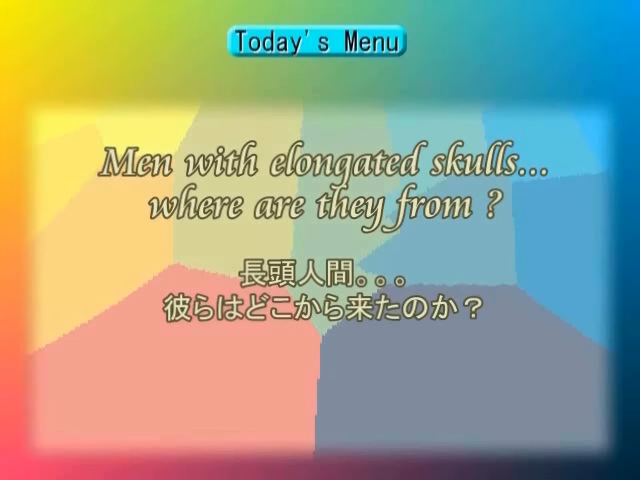 Today's Menu
Men with elongated skulls...
where are they from ?
長頭人間。。。
彼らはどこから来たのか？